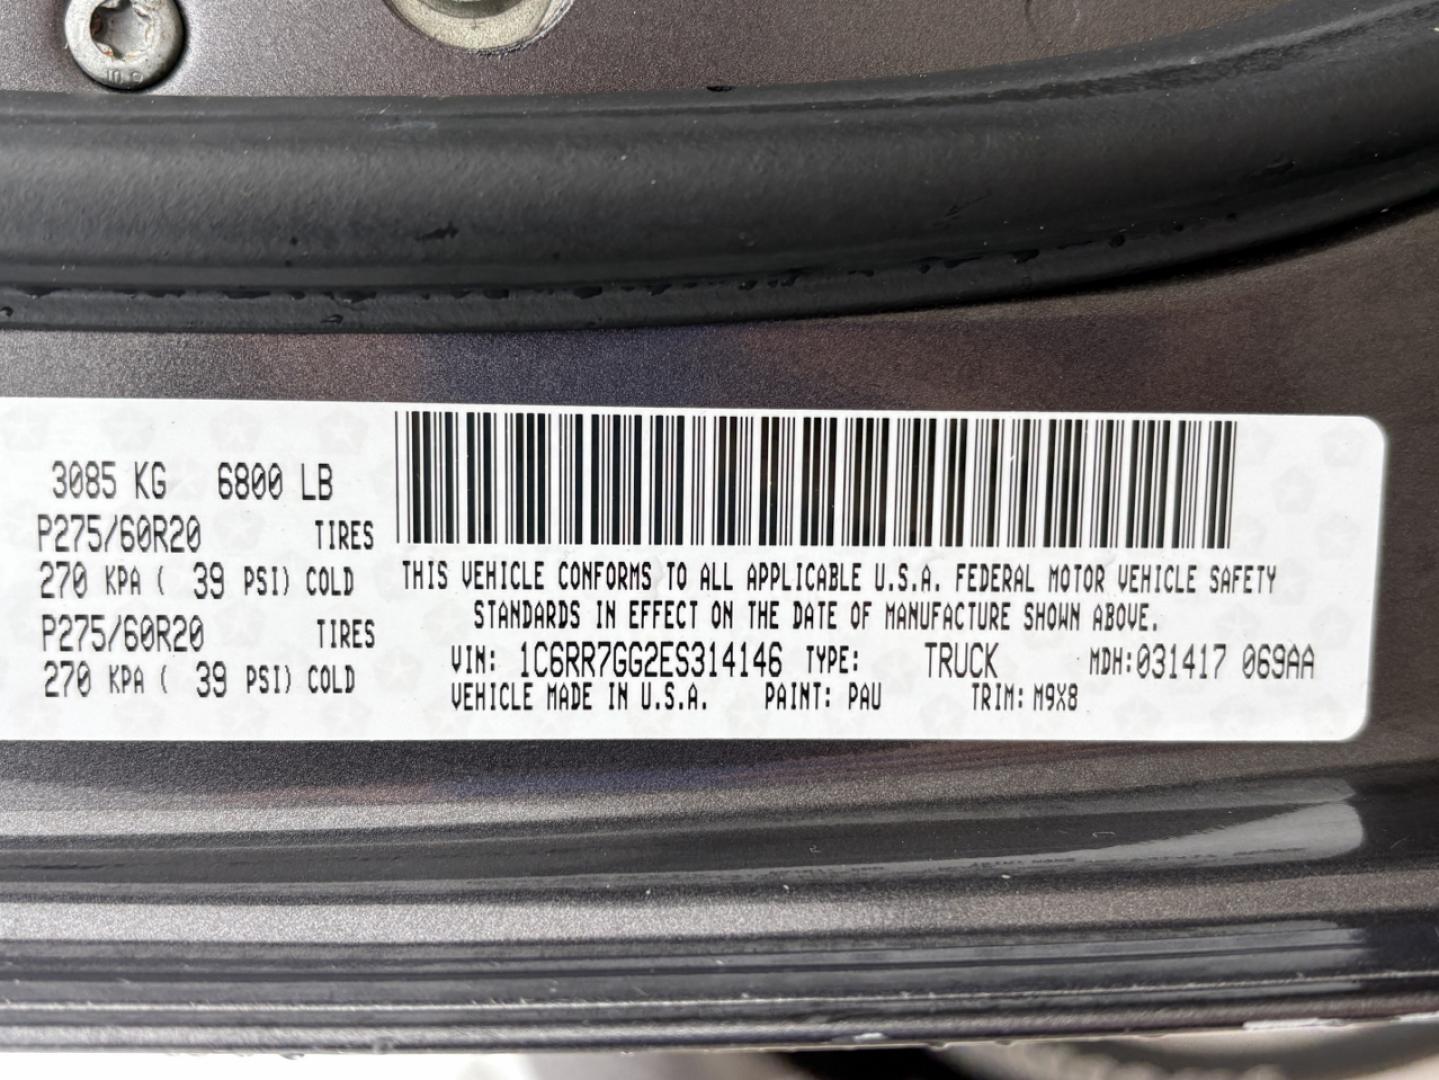 10.9
3085 KG 6800 LB
P275/60R20 TIRES
270 KPA ( 39 PSI) COLD
P275/60R20 TIRES
270 KPA ( 39 PSI) COLD
THIS VEHICLE CONFORMS TO ALL APPLICABLE U.S.A. FEDERAL MOTOR VEHICLE SAFETY
STANDARDS IN EFFECT ON THE DATE OF MANUFACTURE SHOWN ABOVE.
VIN: 1C6RR7GG2ES314146 TYPE: TRUCK MDH:031417 069AA
VEHICLE MADE IN U.S.A. PAINT: PAU TRIM: M9X8